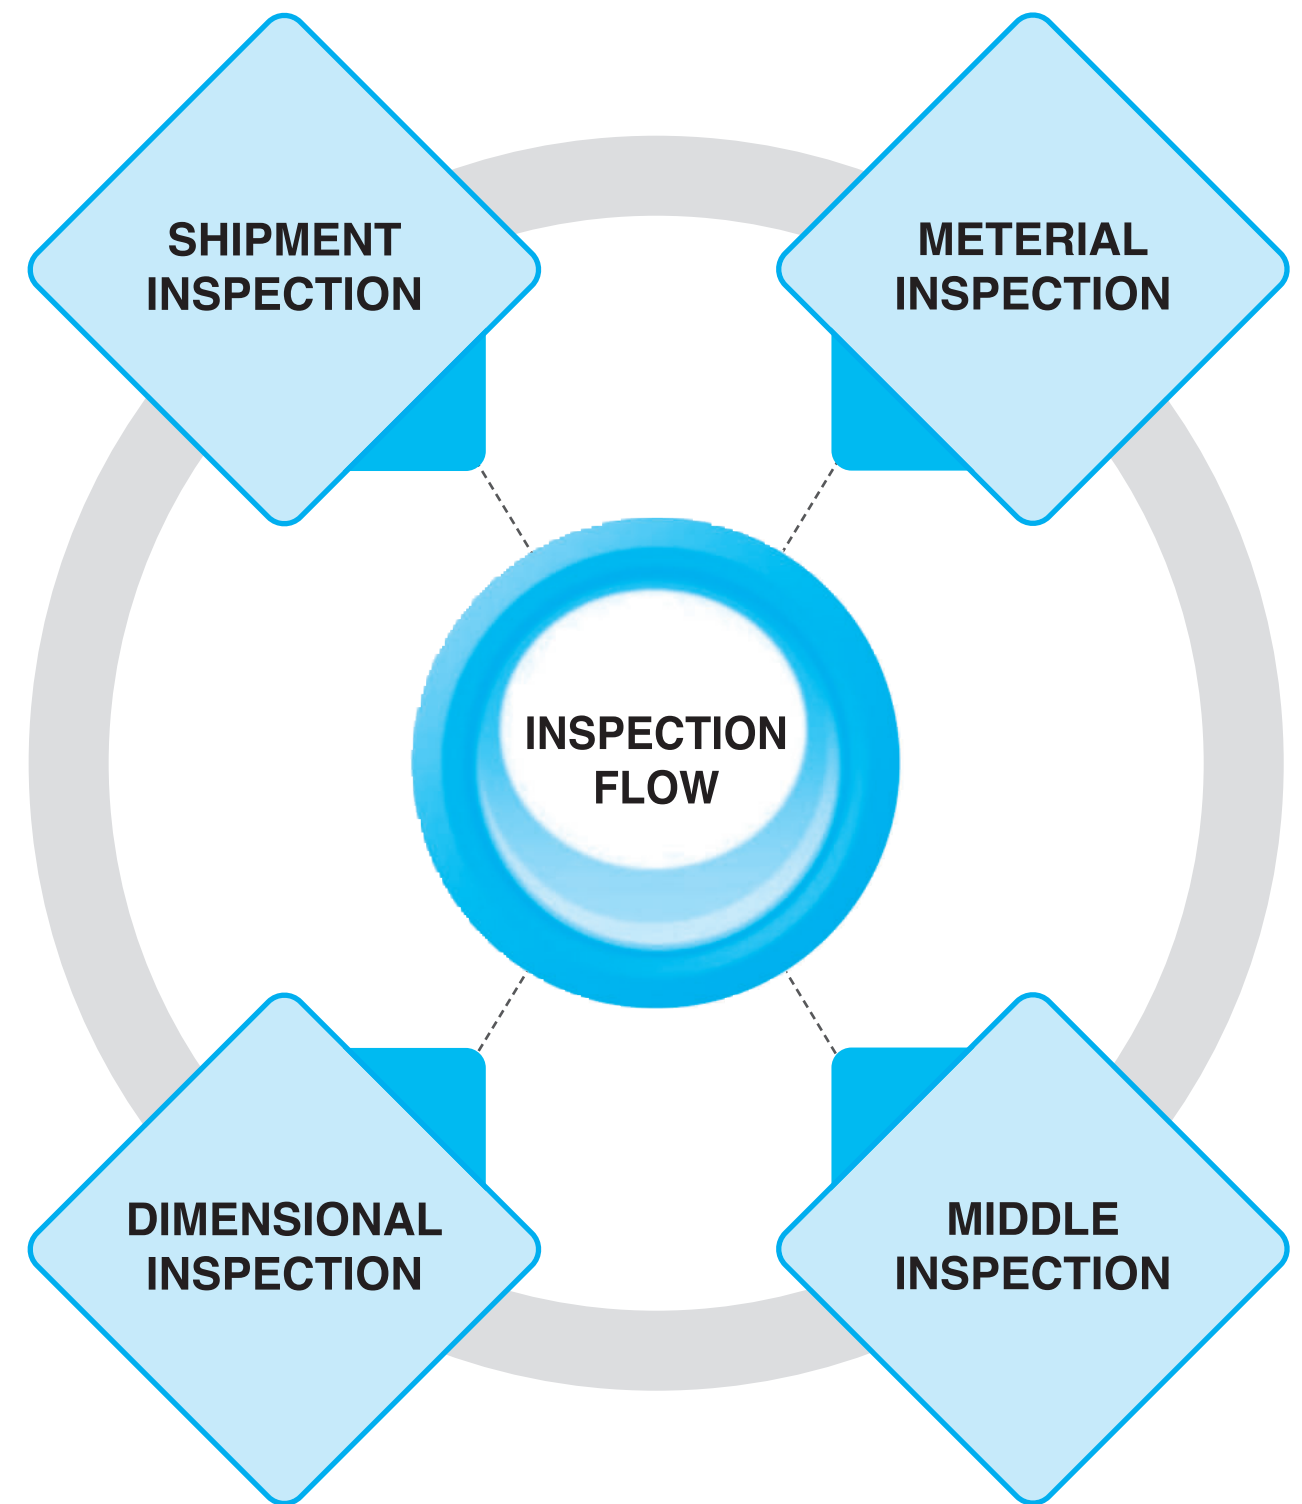 SHIPMENT
INSPECTION
METERIAL
INSPECTION
INSPECTION
FLOW
DIMENSIONAL
INSPECTION
MIDDLE
INSPECTION